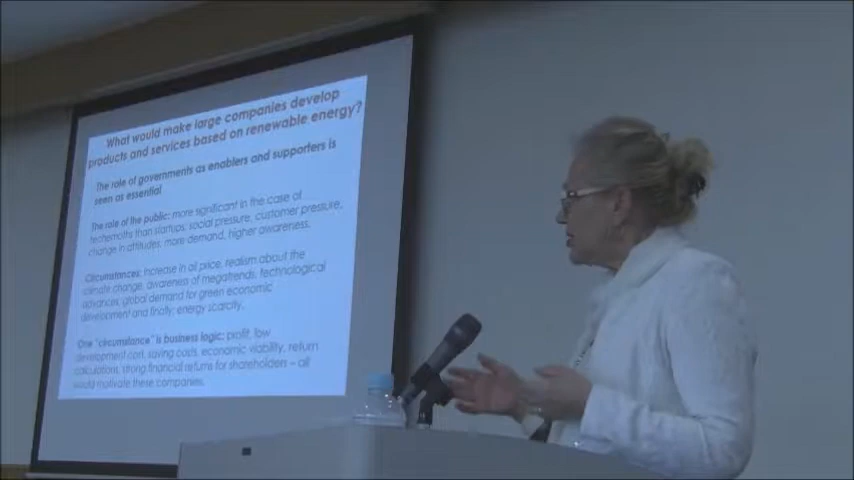 What would make large companies develop
products and services based on renewable energy?
The role of governments as enablers and supporters is
seen as essential
The role of the public: more significant in the case of
techemoths than startups: social pressure, customer pressure,
change in attitudes, more demand, higher awareness.
Circumstances: increase in oil price, realism about the
climate change, awareness of megatrends, technological
advances, global demand for green economic
development and finally: energy scarcity.
One "circumstance" is business logic: profit, low
development cost, saving costs, economic viability, return
calculations, strong financial returns for shareholders – all
would motivate these companies.